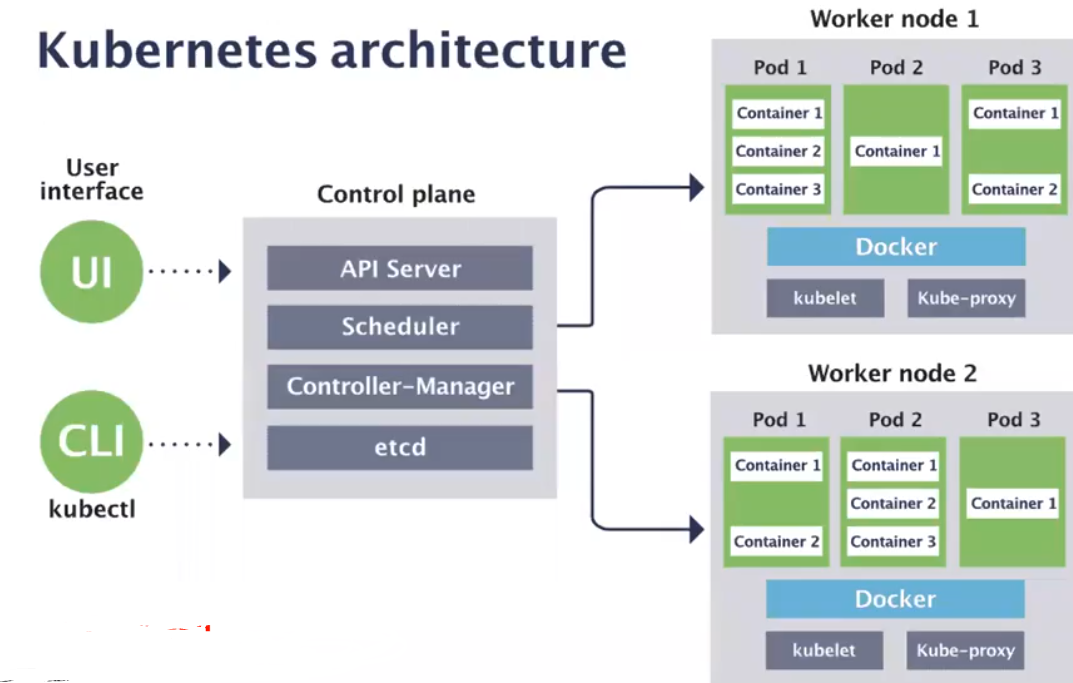 Kubernetes architecture
User
interface
UI
CLI
kubectl
Control plane
API Server
Scheduler
Controller-Manager
etcd
Worker node 1
Pod 1
Container 1
Container 2
Container 3
Pod 2
Container 1
Pod 3
Container 1
Container 2
Docker
kubelet
Kube-proxy
Worker node 2
Pod 1
Container 1
Container 2
Pod 2
Container 1
Container 2
Container 3
Pod 3
Container 1
Docker
kubelet
Kube-proxy